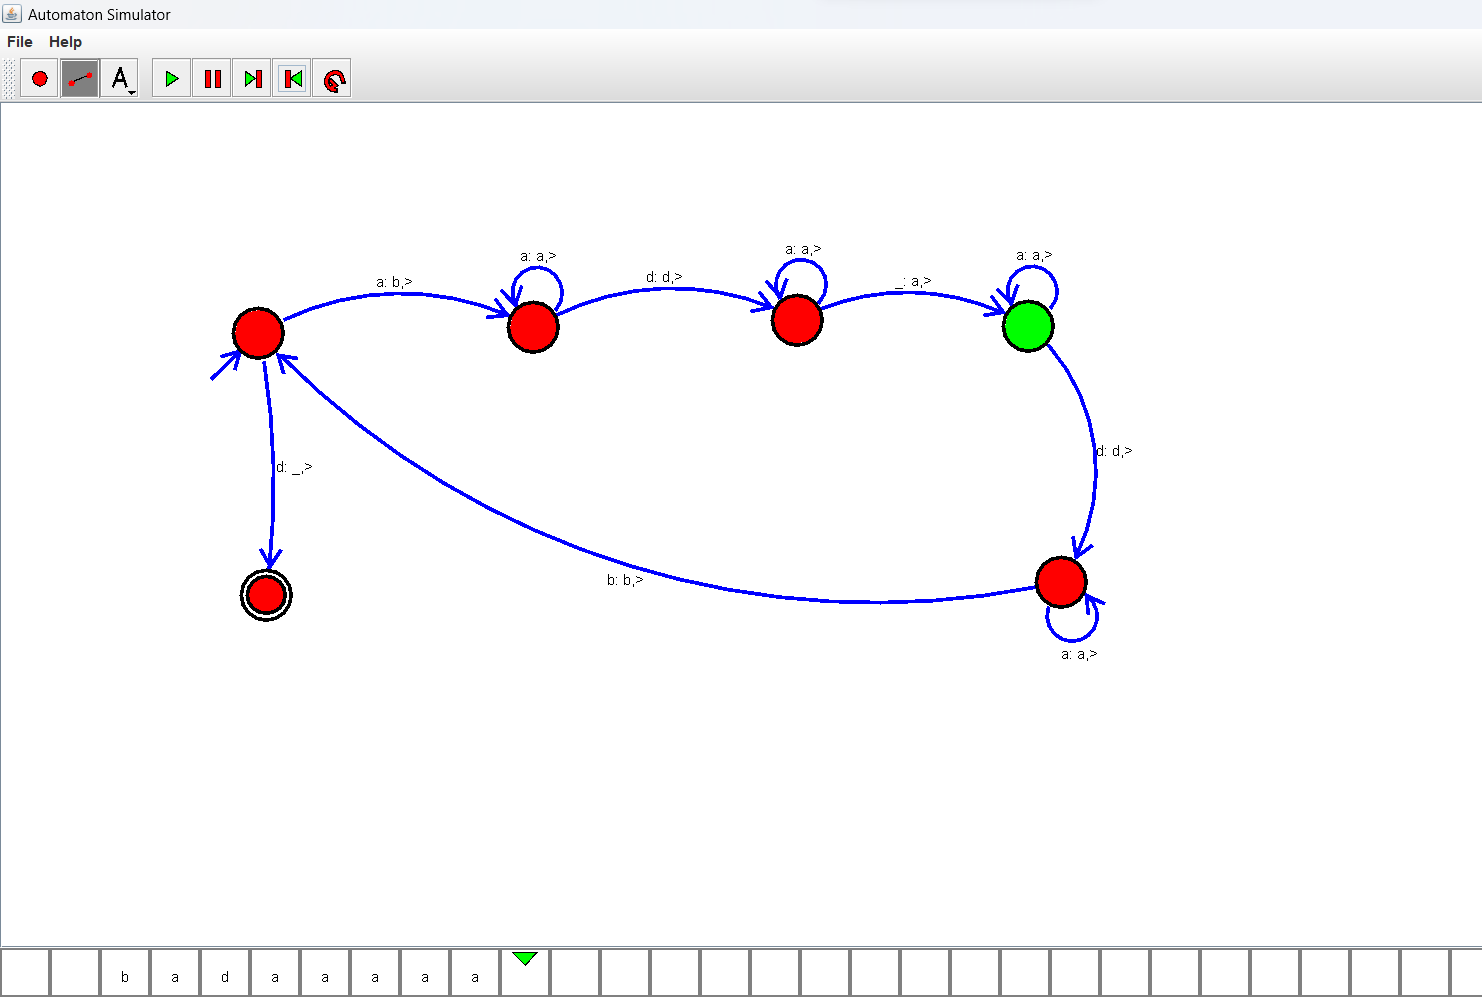 Automaton Simulator
File Help
A
a: a,>
a: a,>
a: a,>
a: b,>
d: d,>
_: a,>
d: d,>
d: _,>
b: b,>
a: a,>
b a d a a a a a